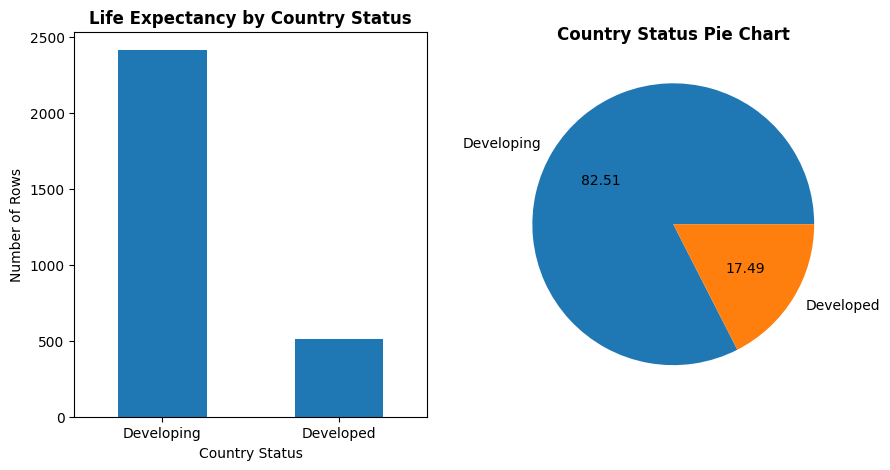 Life Expectancy by Country Status
Number of Rows
2500
2000
1500
1000
500
0
Developing
Developed
Country Status
Country Status Pie Chart
Developing
82.51
17.49
Developed